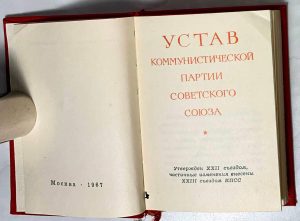 Москва · 1967
УСТАВ
КОММУНИСТИЧЕСКОЙ
ПАРТИИ
СОВЕТСКОГО
СОЮЗА
Утвержден XXII съездом,
частичные изменения внесены
XXIII съездом КПСС